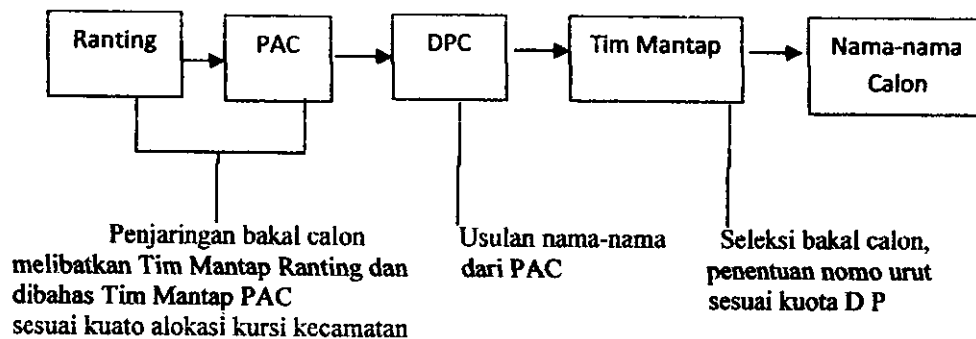 Ranting
PAC
DPC
Tim Mantap
Nama-nama
Calon
Penjaringan bakal calon
melibatkan Tim Mantap Ranting dan
dibahas Tim Mantap PAC
sesuai kuato alokasi kursi kecamatan
Usulan nama-nama
dari PAC
Seleksi bakal calon,
penentuan nomo urut
sesuai kuota D P